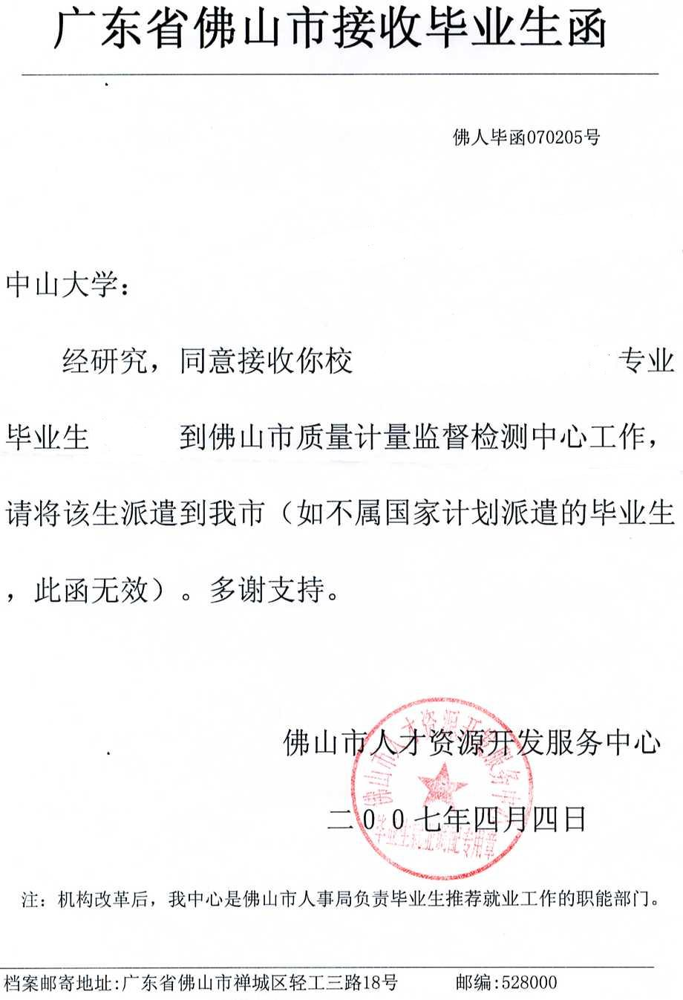 广东省佛山市接收毕业生函
佛人毕函070205号
中山大学：
经研究，同意接收你校 专业
毕业生 到佛山市质量计量监督检测中心工作，
请将该生派遣到我市（如不属国家计划派遣的毕业生
，此函无效）。多谢支持。
佛山市人才资源开发服务中心
二00七年四月四日
佛山市人才资源开发服务中心
毕业生就业调配专用章
注：机构改革后，我中心是佛山市人事局负责毕业生推荐就业工作的职能部门。
档案邮寄地址:广东省佛山市禅城区轻工三路18号 邮编:528000